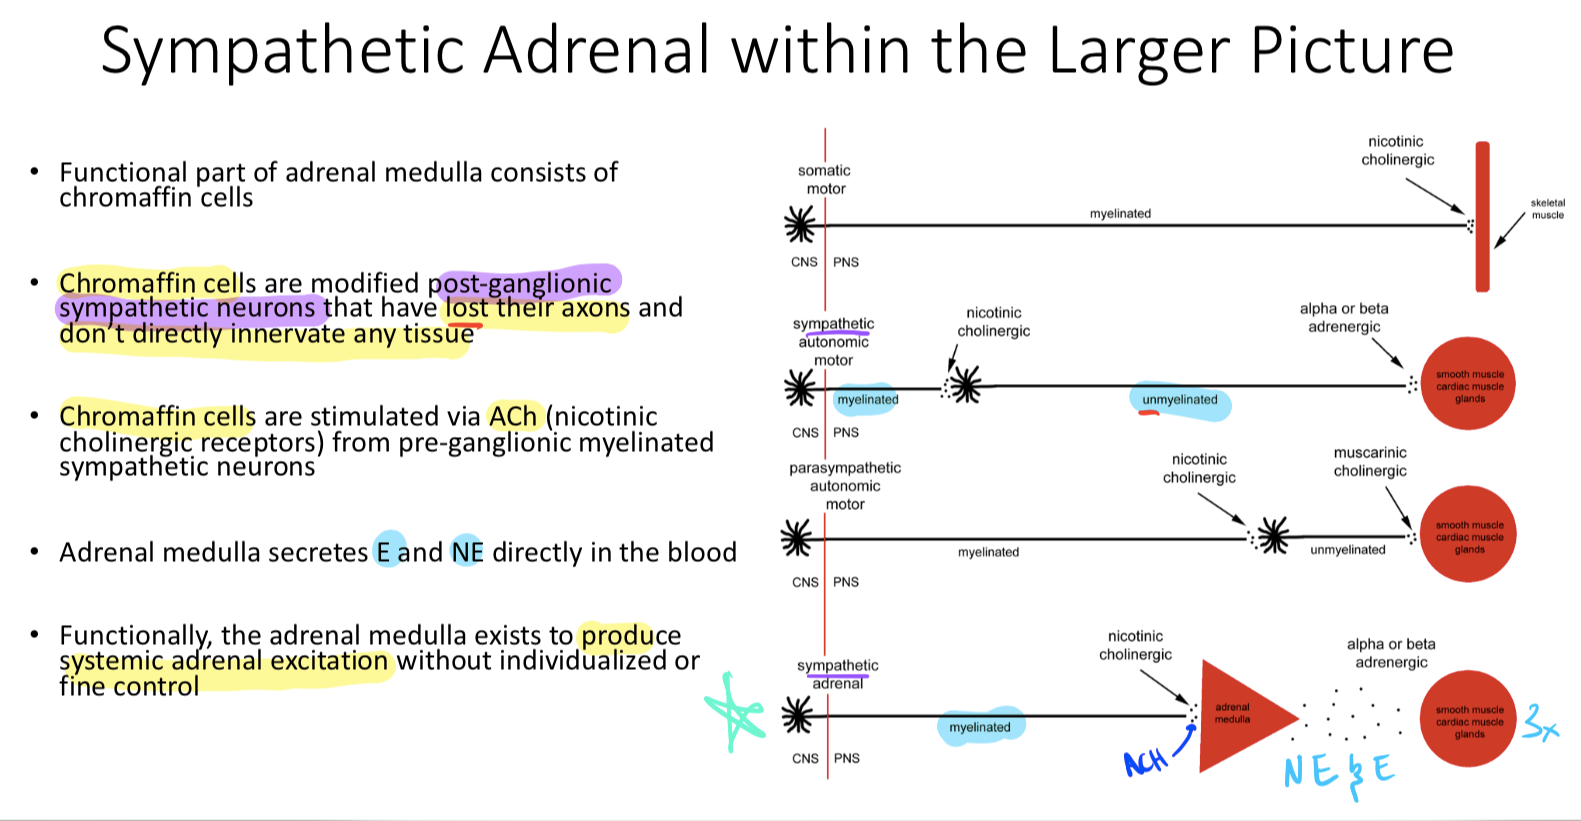 Sympathetic Adrenal within the Larger Picture
• Functional part of adrenal medulla consists of
chromaffin cells
• Chromaffin cells are modified post-ganglionic
sympathetic neurons that have lost their axons and
don't directly innervate any tissue
• Chromaffin cells are stimulated via ACh (nicotinic
cholinergic receptors) from pre-ganglionic myelinated
sympathetic neurons
• Adrenal medulla secretes E and NE directly in the blood
• Functionally, the adrenal medulla exists to produce
systemic adrenal excitation without individualized or
fine control
somatic
motor
myelinated
nicotinic
cholinergic
skeletal
muscle
CNS PNS
sympathetic
autonomic
motor
nicotinic
cholinergic
alpha or beta
adrenergic
myelinated
unmyelinated
smooth muscle
cardiac muscle
glands
CNS PNS
parasympathetic
autonomic
motor
nicotinic
cholinergic
muscarinic
cholinergic
myelinated
unmyelinated
smooth muscle
cardiac muscle
glands
CNS PNS
sympathetic
adrenal
nicotinic
cholinergic
alpha or beta
adrenergic
myelinated
adrenal
medulla
smooth muscle
cardiac muscle
glands
3x
CNS PNS
ACH
NE & E